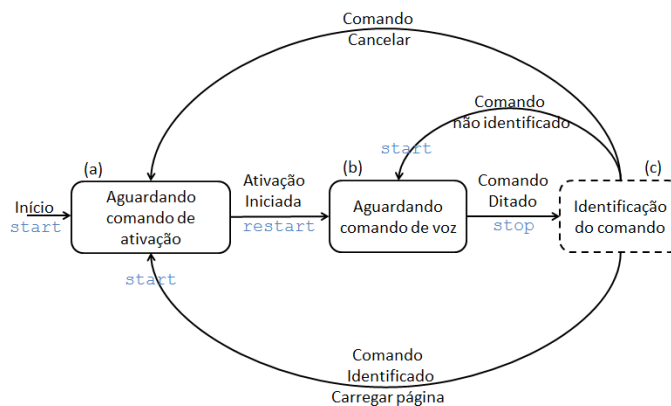 Comando
Cancelar
Comando
não identificado
start
(a)
(b)
(c)
Início
start
Aguardando
comando de
ativação
Ativação
Iniciada
restart
Aguardando
comando de voz
Comando
Ditado
stop
Identificação
do comando
start
Comando
Identificado
Carregar página